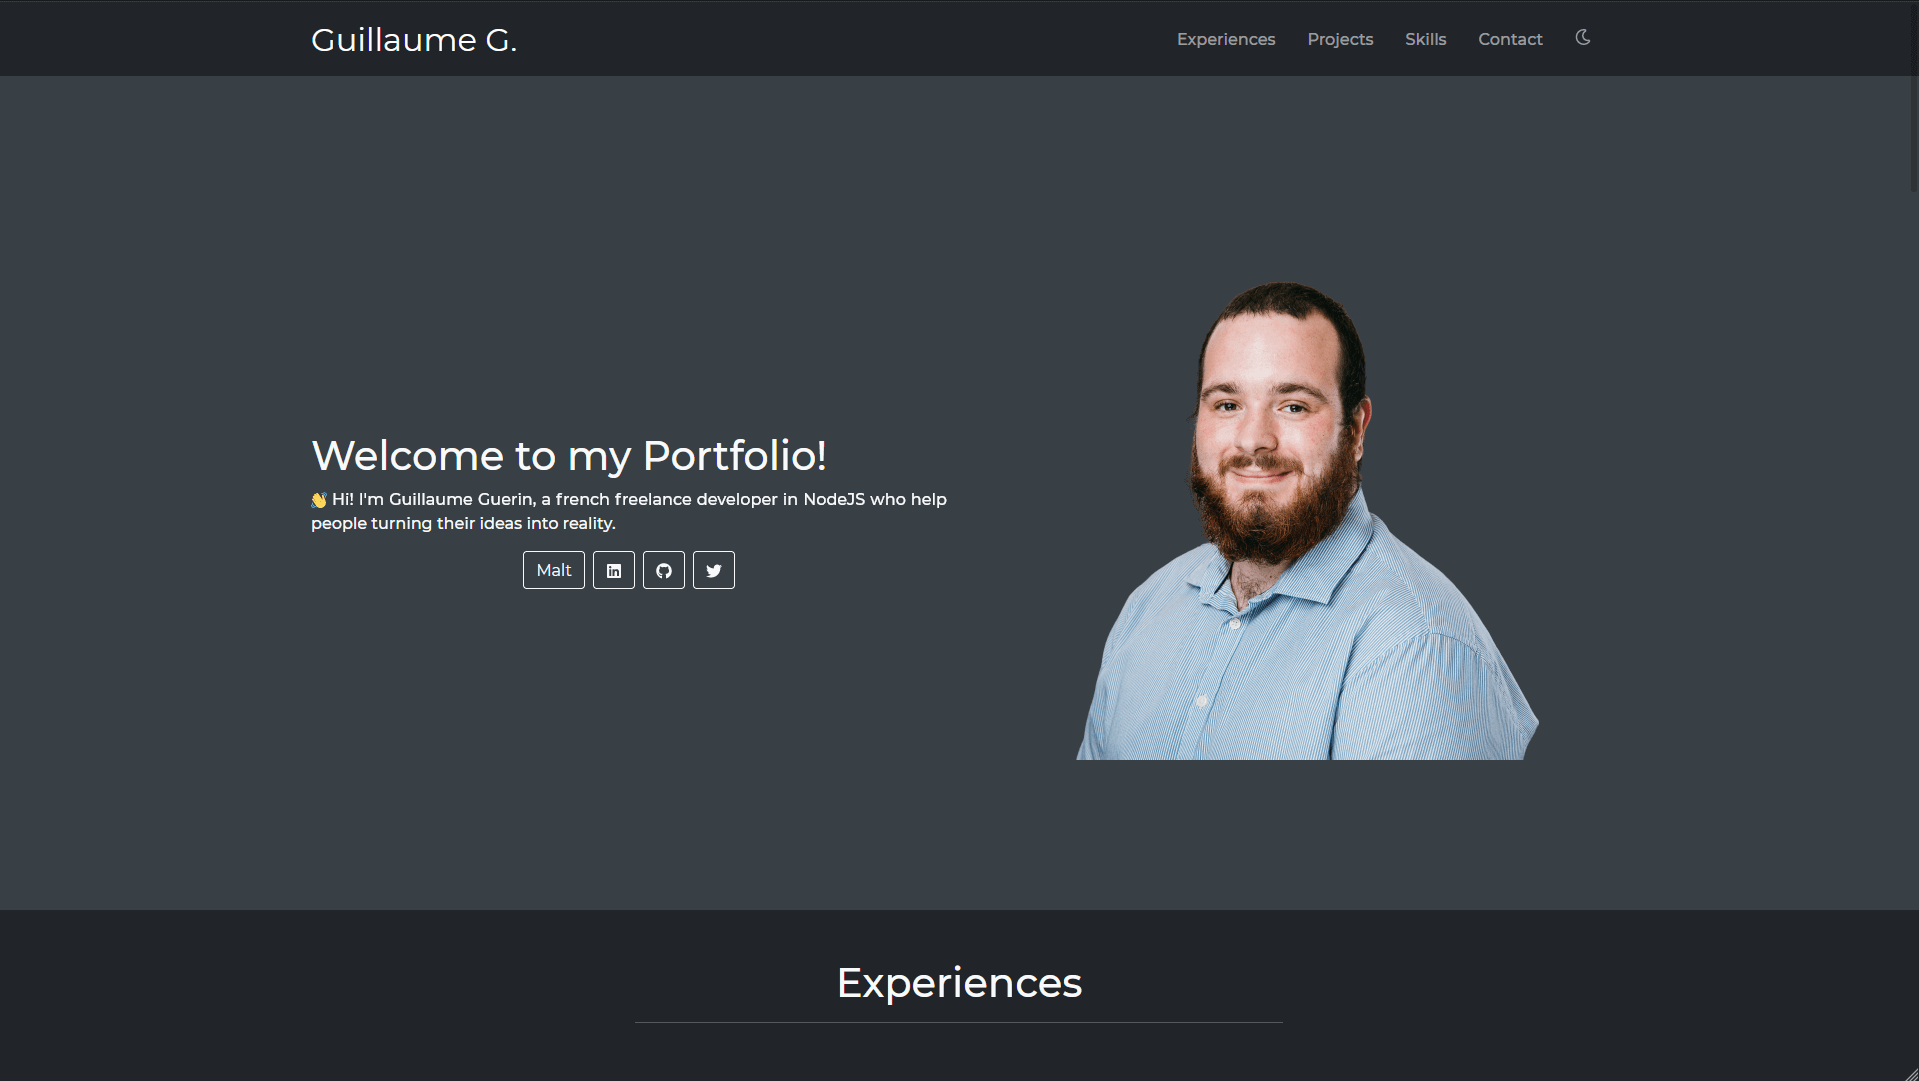 Guillaume G.
Experiences
Projects
Skills
Contact
Welcome to my Portfolio!
👋 Hi! I'm Guillaume Guerin, a french freelance developer in NodeJS who help
people turning their ideas into reality.
Malt
Experiences